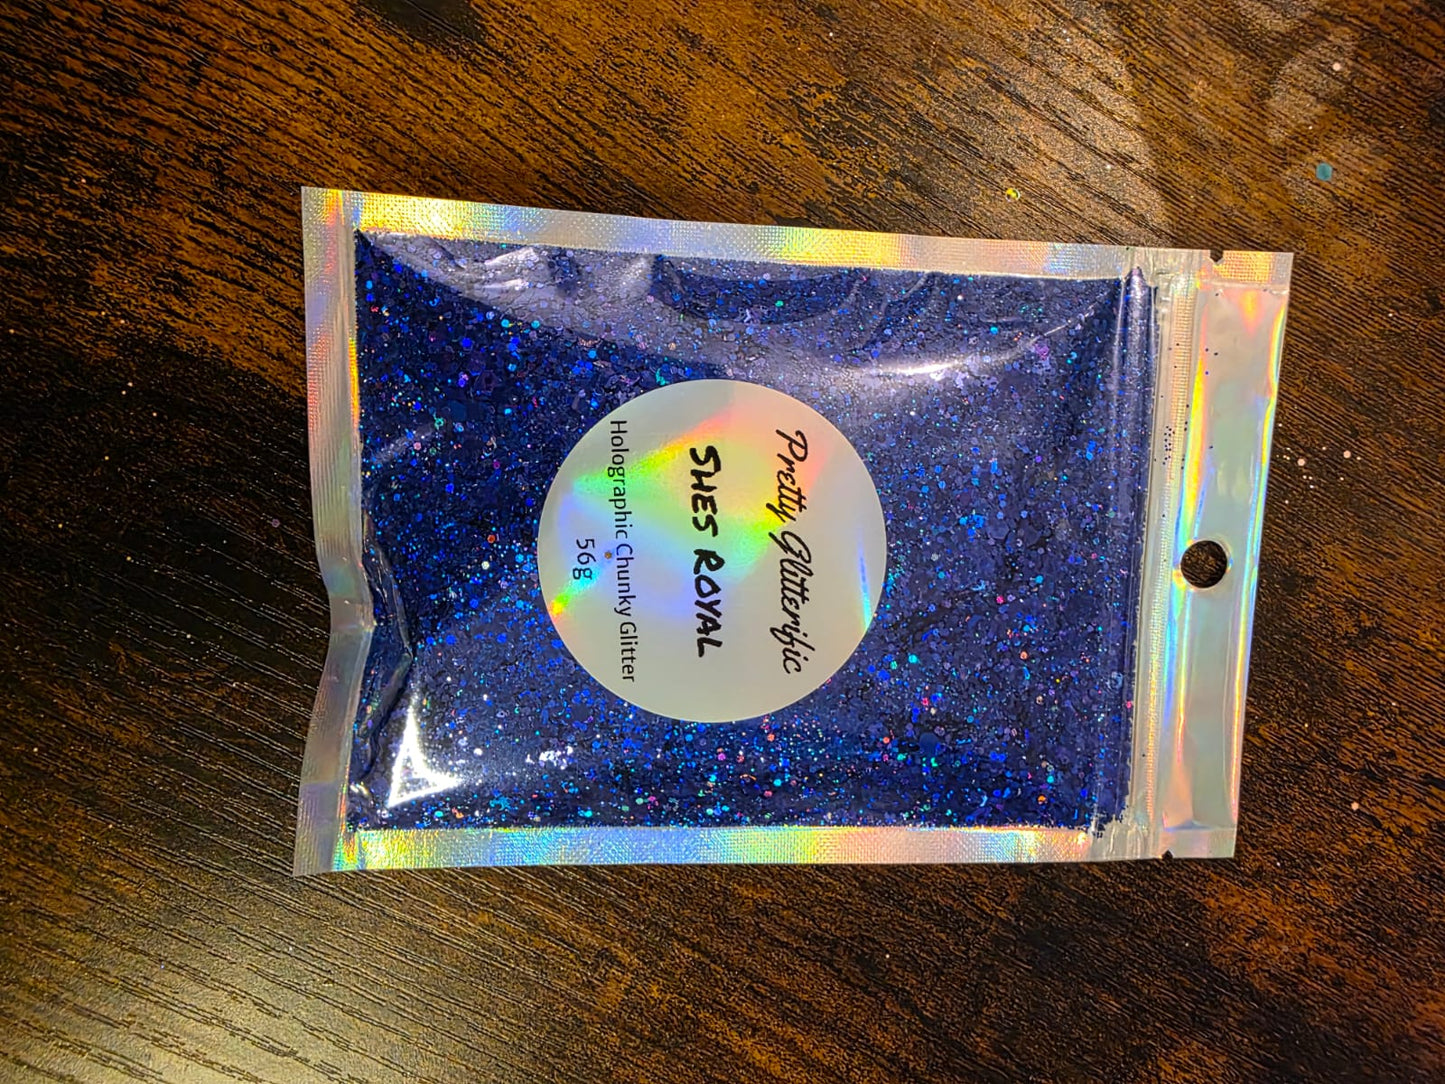 Pretty Glitterific
SHES ROYAL
Holographic Chunky Glitter
56g